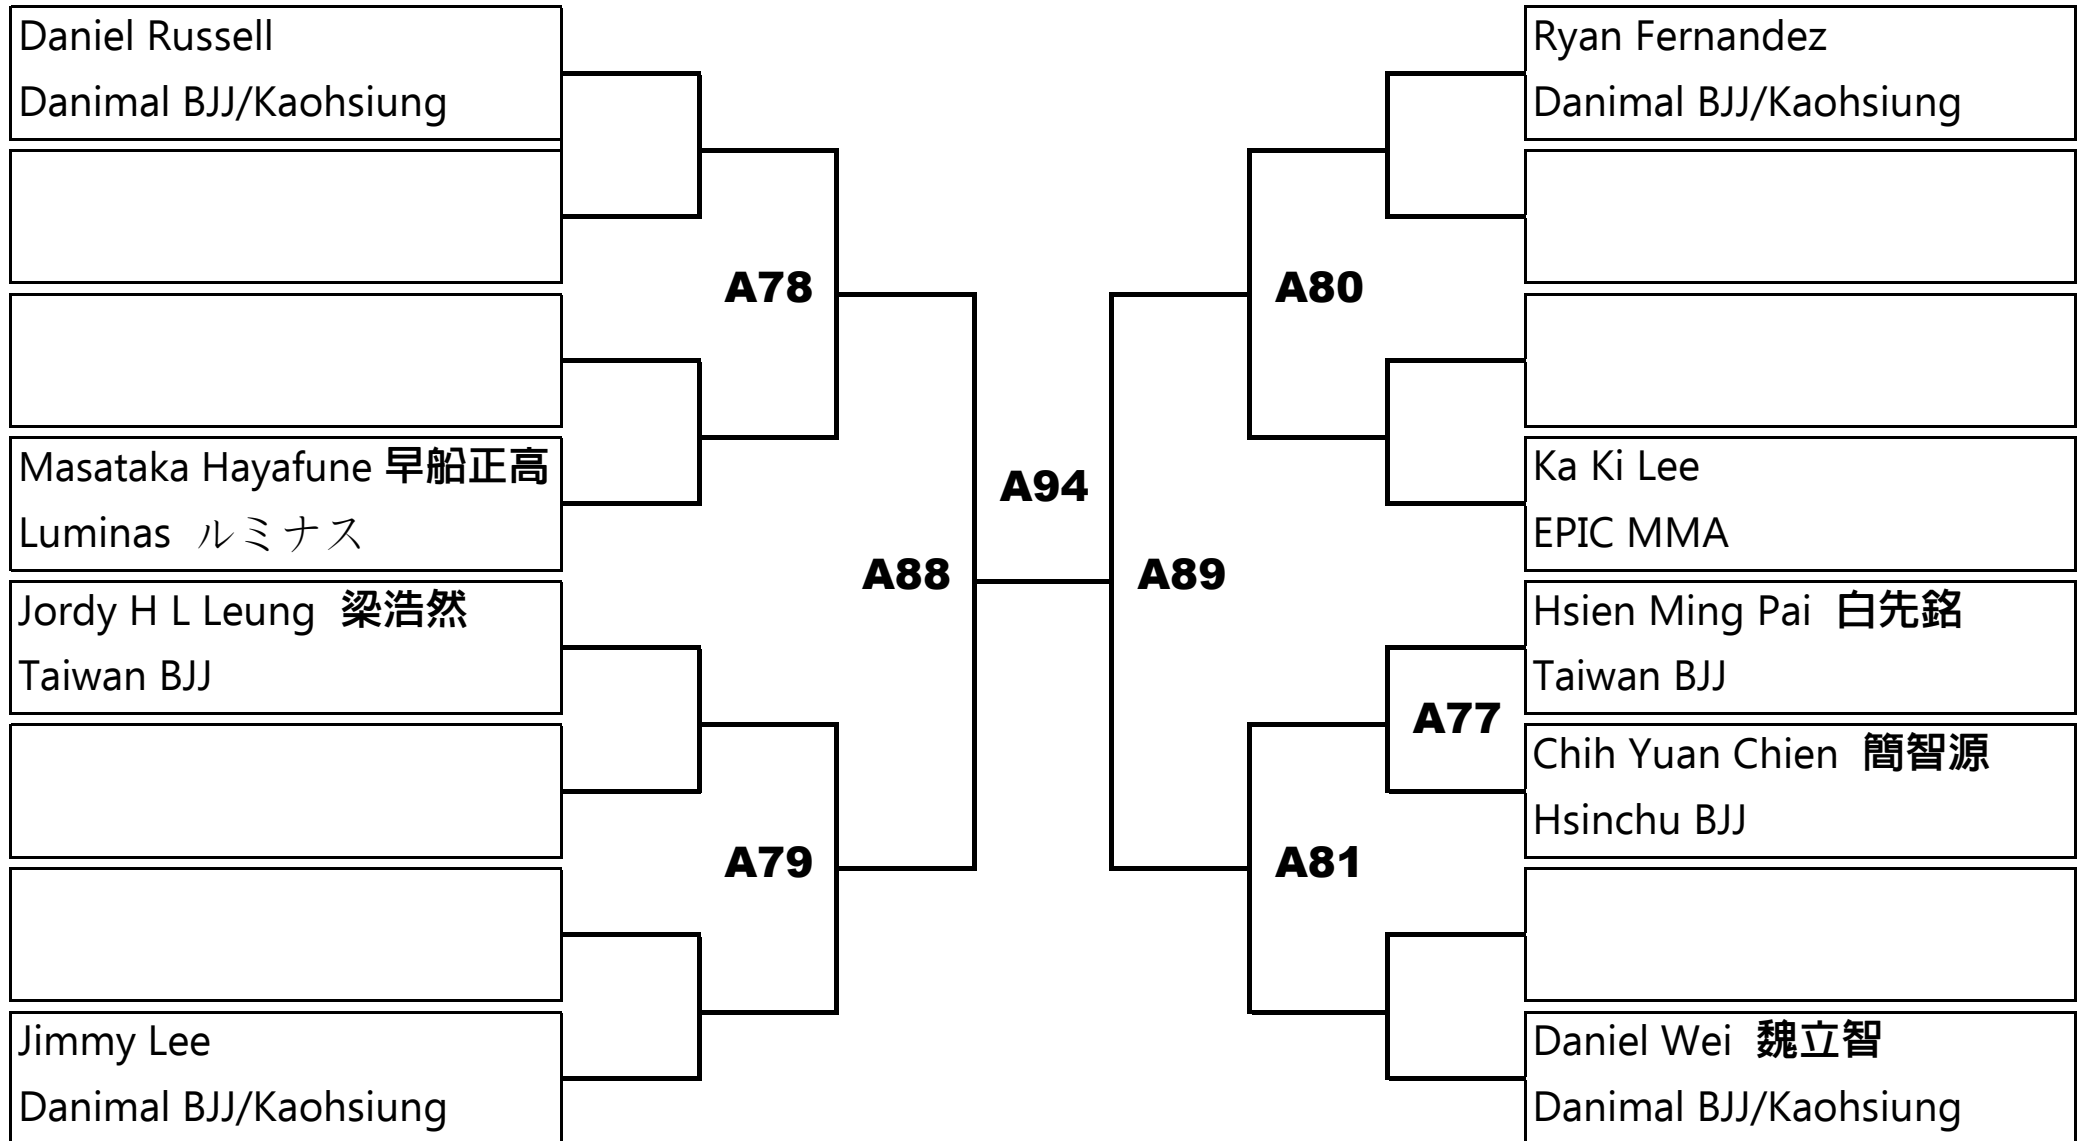 Daniel Russell
Danimal BJJ/Kaohsiung
Masataka Hayafune 早船正高
Luminas ルミナス
Jordy H L Leung 梁浩然
Taiwan BJJ
Jimmy Lee
Danimal BJJ/Kaohsiung
A78
A79
A88
A94
A89
A80
A81
A77
Ryan Fernandez
Danimal BJJ/Kaohsiung
Ka Ki Lee
EPIC MMA
Hsien Ming Pai 白先銘
Taiwan BJJ
Chih Yuan Chien 簡智源
Hsinchu BJJ
Daniel Wei 魏立智
Danimal BJJ/Kaohsiung